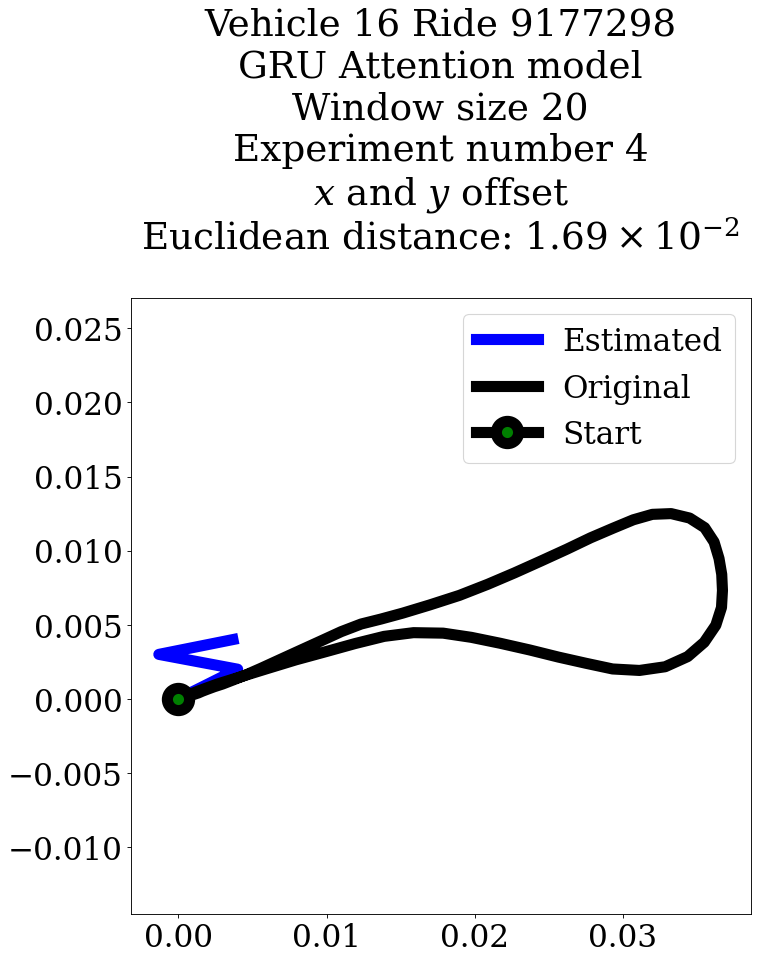 Vehicle 16 Ride 9177298
GRU Attention model
Window size 20
Experiment number 4
x and y offset
Euclidean distance: 1.69 × 10⁻²
Estimated
Original
Start
0.025
0.020
0.015
0.010
0.005
0.000
−0.005
−0.010
0.00 0.01 0.02 0.03